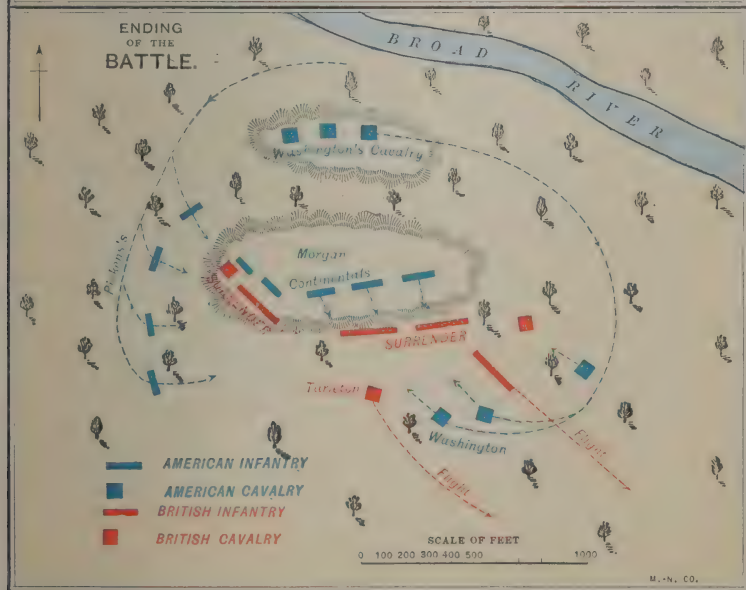 ENDING
OF THE
BATTLE.
BROAD RIVER
Washington's Cavalry
Pickens's
Morgan
Continentals
SURRENDER
SURRENDER
Tarleton
Washington
Flight
Flight
AMERICAN INFANTRY
AMERICAN CAVALRY
BRITISH INFANTRY
BRITISH CAVALRY
SCALE OF FEET
0 100 200 300 400 500 1000
M.-N. CO.